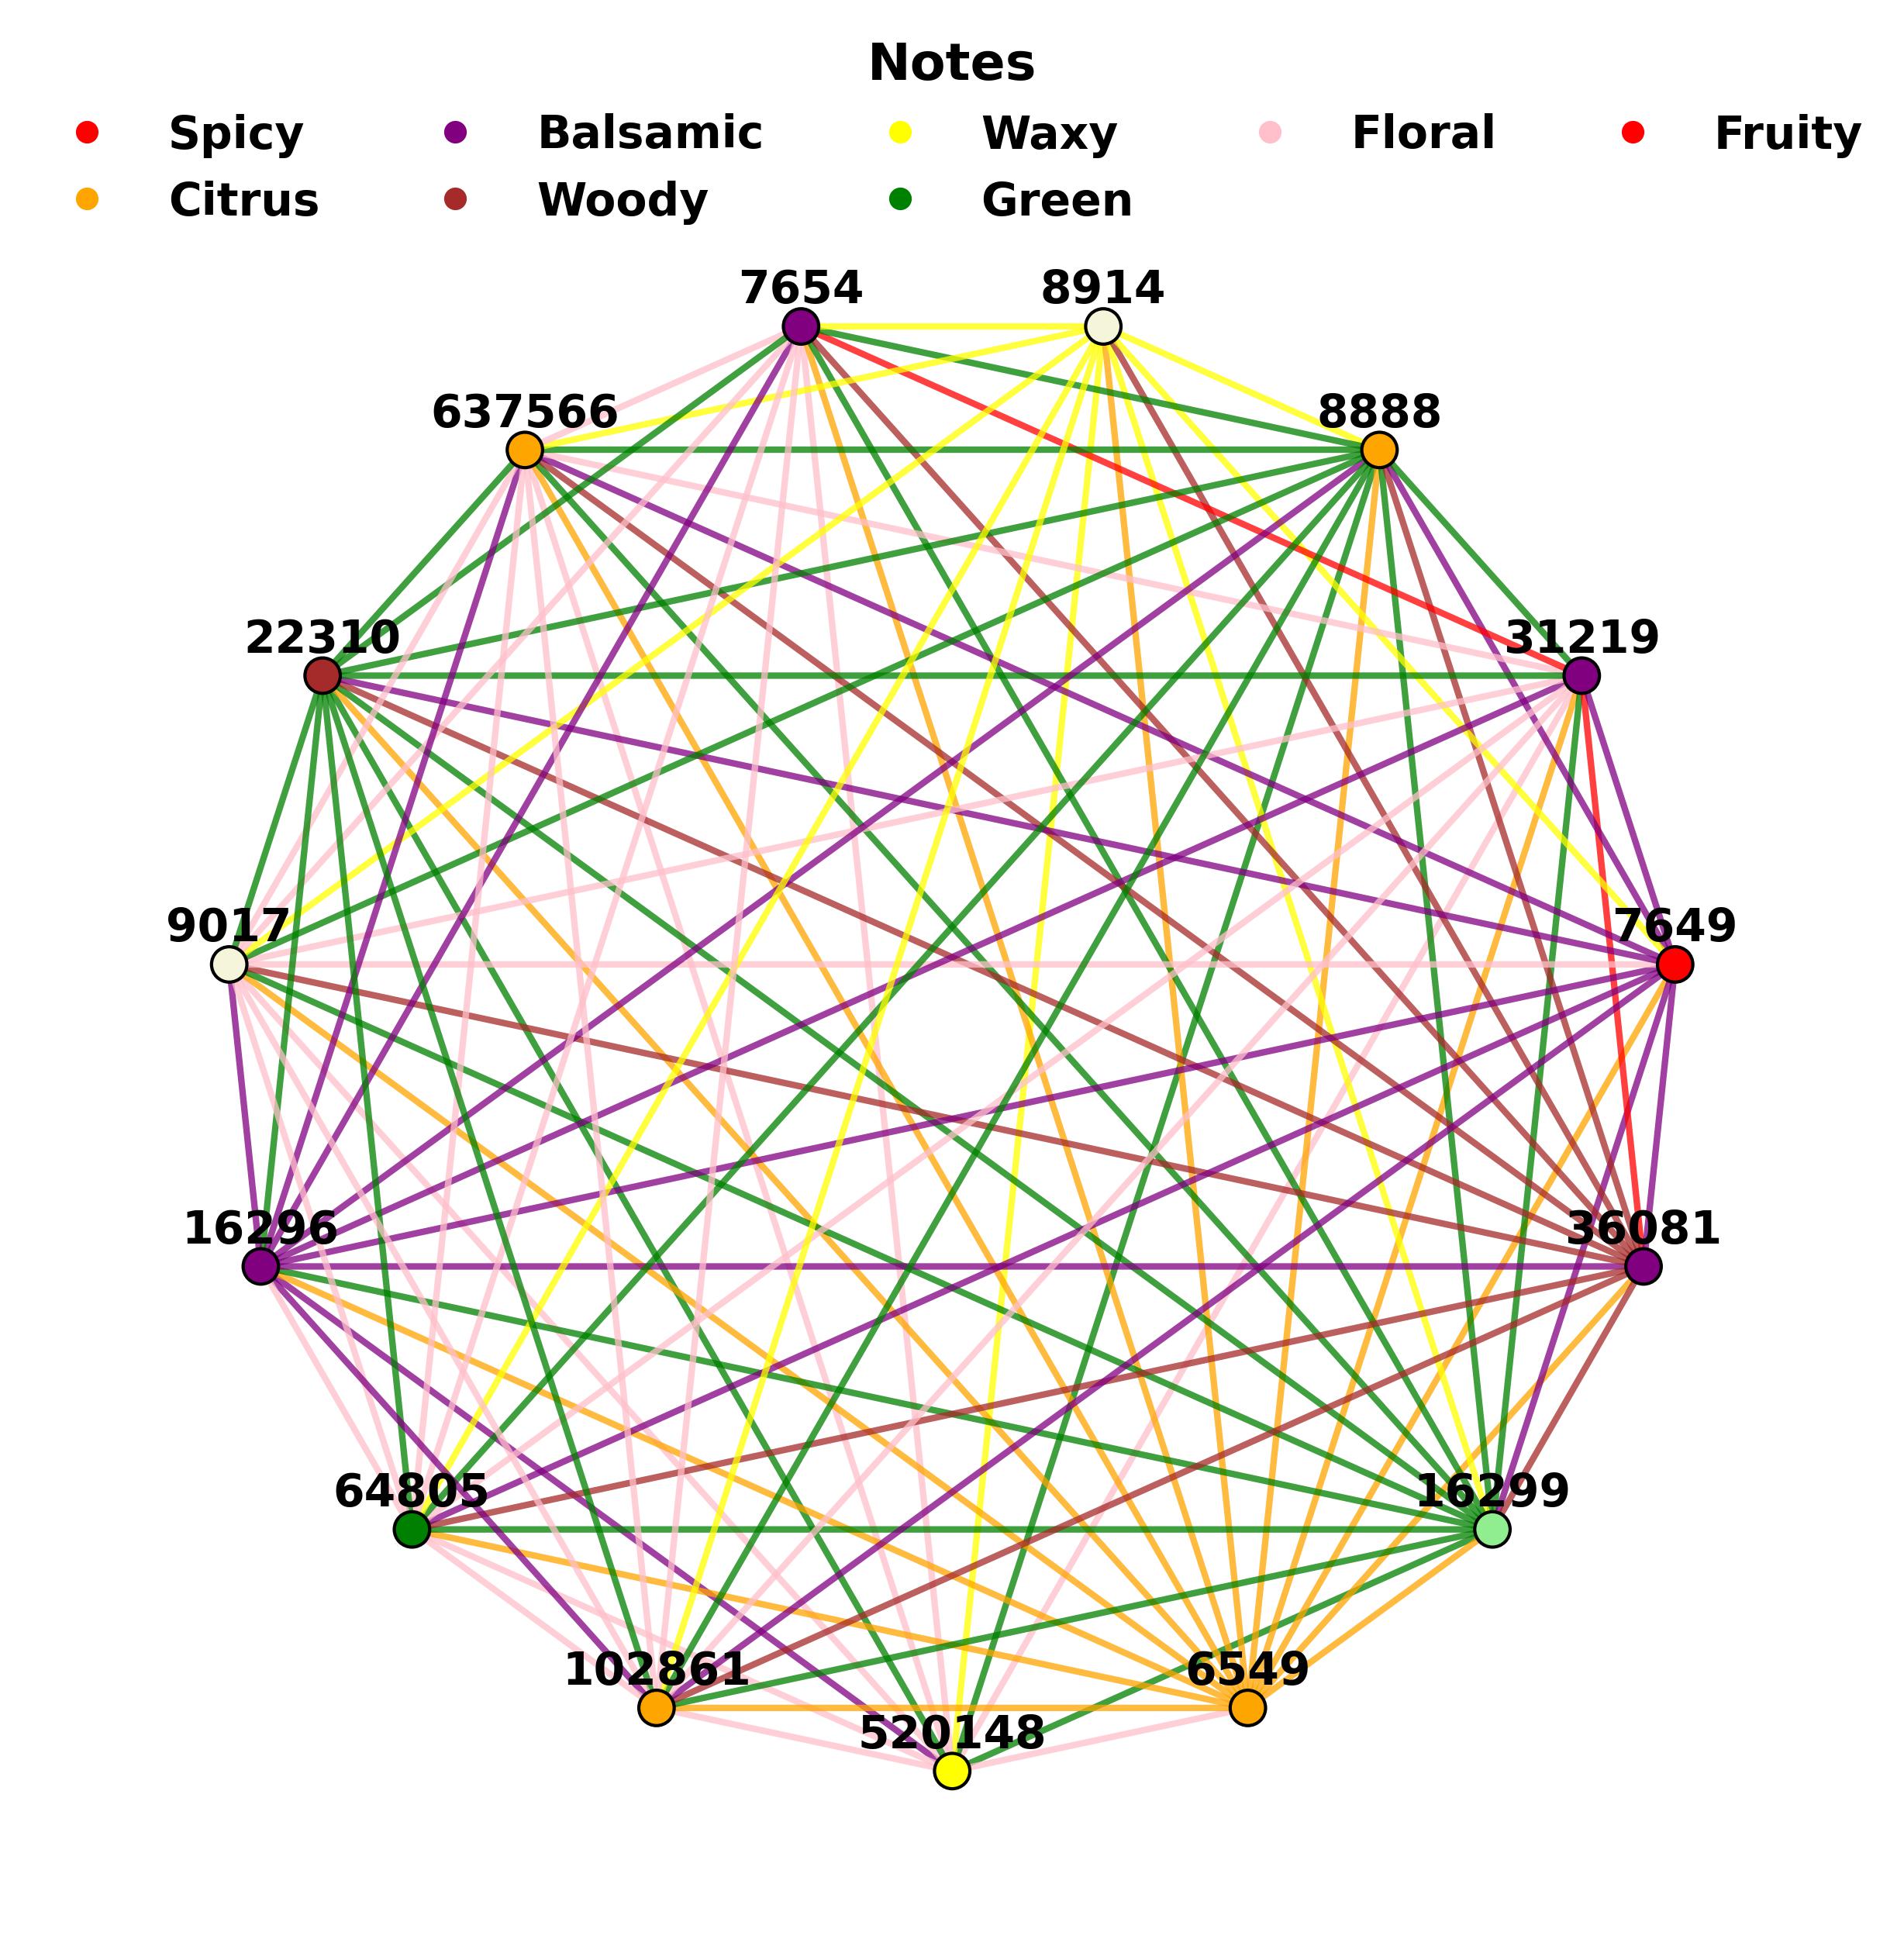 Notes
Spicy Balsamic Waxy Floral Fruity
Citrus Woody Green
7654 8914
637566 8888
22310 31219
9017 7649
16296 36081
64805 16299
102861 6549
520148